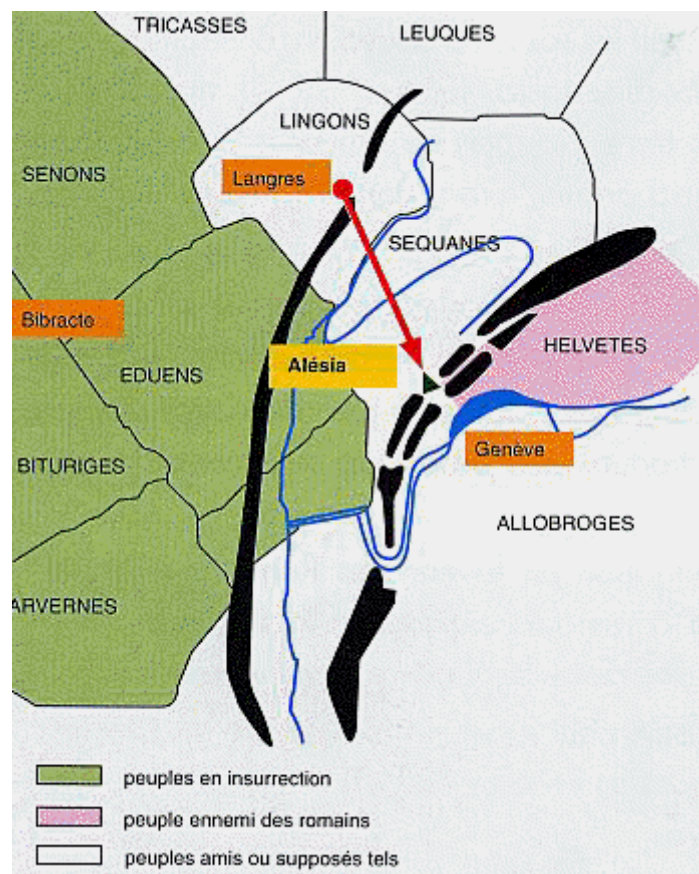 TRICASSES
LEUQUES
LINGONS
SENONS
Langres
SEQUANES
Bibracte
HELVETES
Alésia
EDUENS
Genève
BITURIGES
ALLOBROGES
ARVERNES
peuples en insurrection
peuple ennemi des romains
peuples amis ou supposés tels